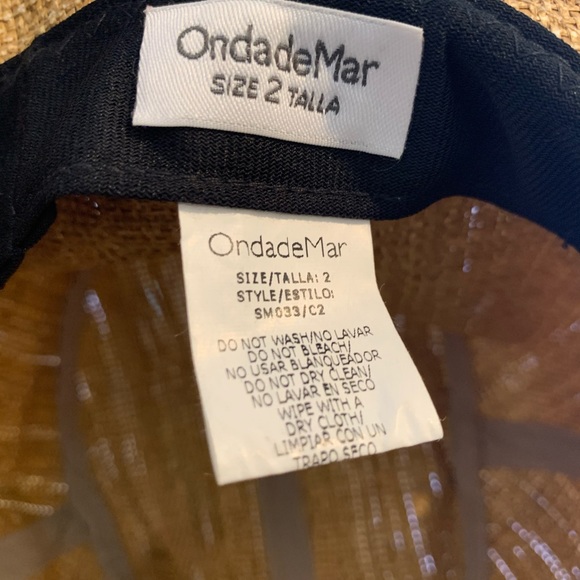 OndadeMar
SIZE 2 TALLA
OndadeMar
SIZE/TALLA: 2
STYLE/ESTILO:
SM033/C2
DO NOT WASH/NO LAVAR
DO NOT BLEACH/
NO USAR BLANQUEADOR
DO NOT DRY CLEAN/
NO LAVAR EN SECO
WIPE WITH A
DRY CLOTH/
LIMPIAR CON UN
TRAPO SECO